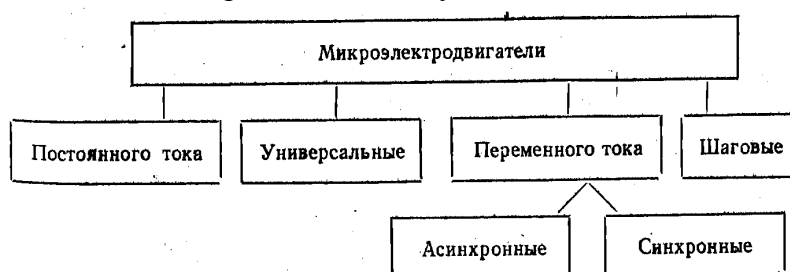 Микроэлектродвигатели
Постоянного тока
Универсальные
Переменного тока
Шаговые
Асинхронные
Синхронные